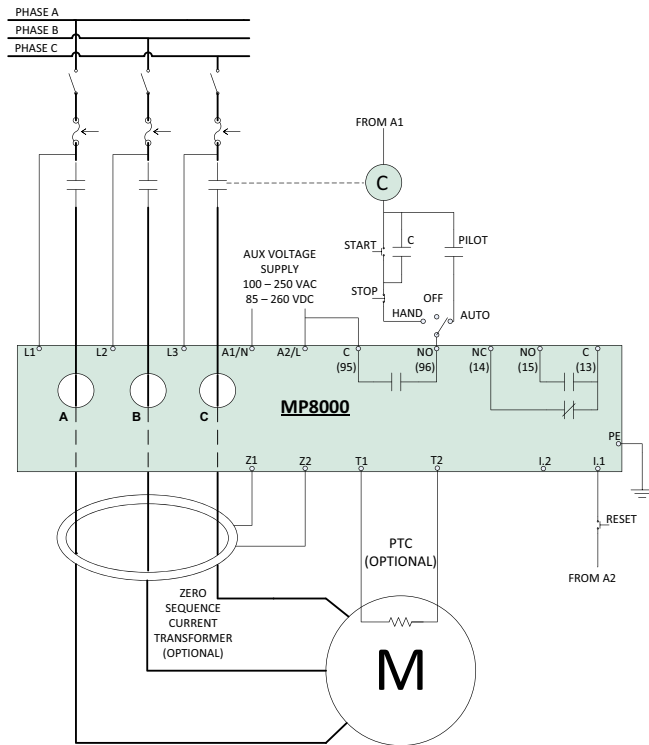 PHASE A
PHASE B
PHASE C
FROM A1
C
START
C
PILOT
AUX VOLTAGE
SUPPLY
100 – 250 VAC
85 – 260 VDC
STOP
OFF
HAND
AUTO
L1
L2
L3
A1/N
A2/L
C
(95)
NO
(96)
NC
(14)
NO
(15)
C
(13)
A
B
C
MP8000
PE
Z1
Z2
T1
T2
I.2
I.1
RESET
PTC
(OPTIONAL)
FROM A2
ZERO
SEQUENCE
CURRENT
TRANSFORMER
(OPTIONAL)
M